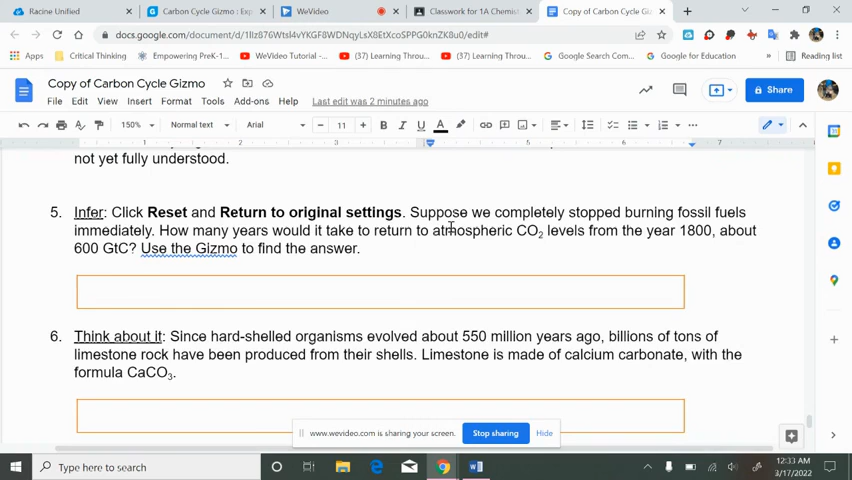 Racine Unified
Carbon Cycle Gizmo : Exp
WeVideo
Classwork for 1A Chemist
Copy of Carbon Cycle Giz
docs.google.com/document/d/1IIz876Wtsl4vYKGF8WDNqyLsX8EtXcoSPPG0knZK8u0/edit#
Apps
Critical Thinking
Empowering PreK-1...
WeVideo Tutorial -...
(37) Learning Throu...
(37) Learning Throu...
Google Search Com...
Google for Education
Reading list
Copy of Carbon Cycle Gizmo
File Edit View Insert Format Tools Add-ons Help Last edit was 2 minutes ago
Share
150% Normal text Arial 11
1 2 3 4 5 6 7
not yet fully understood.
5. Infer: Click Reset and Return to original settings. Suppose we completely stopped burning fossil fuels
immediately. How many years would it take to return to atmospheric CO₂ levels from the year 1800, about
600 GtC? Use the Gizmo to find the answer.
6. Think about it: Since hard-shelled organisms evolved about 550 million years ago, billions of tons of
limestone rock have been produced from their shells. Limestone is made of calcium carbonate, with the
formula CaCO₃.
www.wevideo.com is sharing your screen. Stop sharing Hide
Type here to search
12:33 AM
3/17/2022